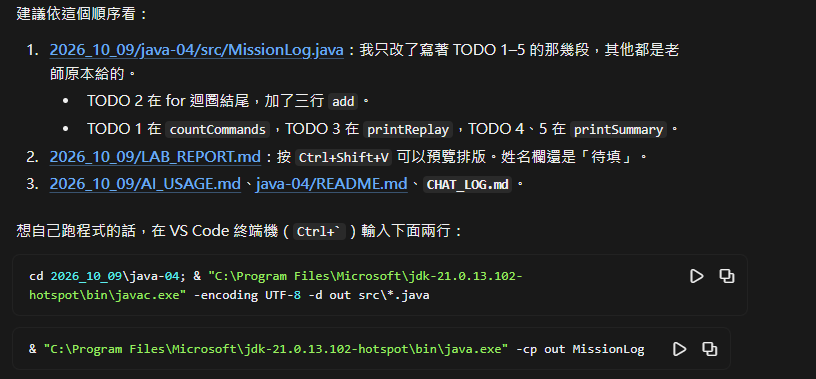 建議依這個順序看：
1. 2026_10_09/java-04/src/MissionLog.java：我只改了寫著 TODO 1–5 的那幾段，其他都是老
師原本給的。
• TODO 2 在 for 迴圈結尾，加了三行 add。
• TODO 1 在 countCommands，TODO 3 在 printReplay，TODO 4、5 在 printSummary。
2. 2026_10_09/LAB_REPORT.md：按 Ctrl+Shift+V 可以預覽排版。姓名欄還是「待填」。
3. 2026_10_09/AI_USAGE.md、java-04/README.md、CHAT_LOG.md。
想自己跑程式的話，在 VS Code 終端機（Ctrl+`）輸入下面兩行：
cd 2026_10_09\java-04; & "C:\Program Files\Microsoft\jdk-21.0.13.102-
hotspot\bin\javac.exe" -encoding UTF-8 -d out src\*.java
& "C:\Program Files\Microsoft\jdk-21.0.13.102-hotspot\bin\java.exe" -cp out MissionLog